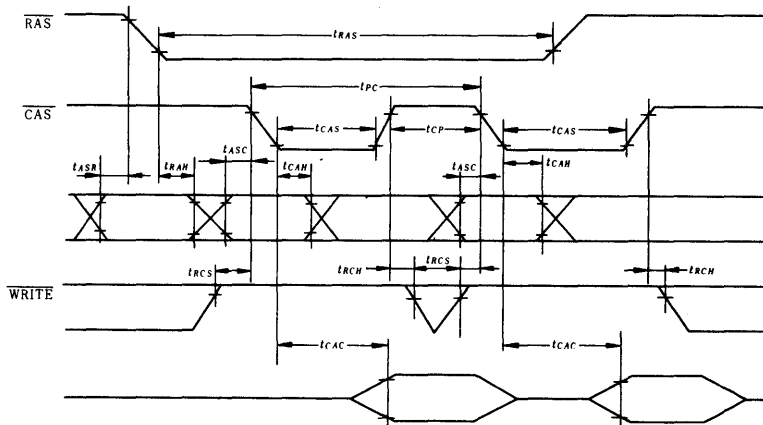 RAS
tRAS
tPC
CAS
tCAS
tCP
tCAS
tASR
tRAH
tASC
tCAH
tASC
tCAH
tRCS
tRCH
tRCS
tRCH
WRITE
tCAC
tCAC